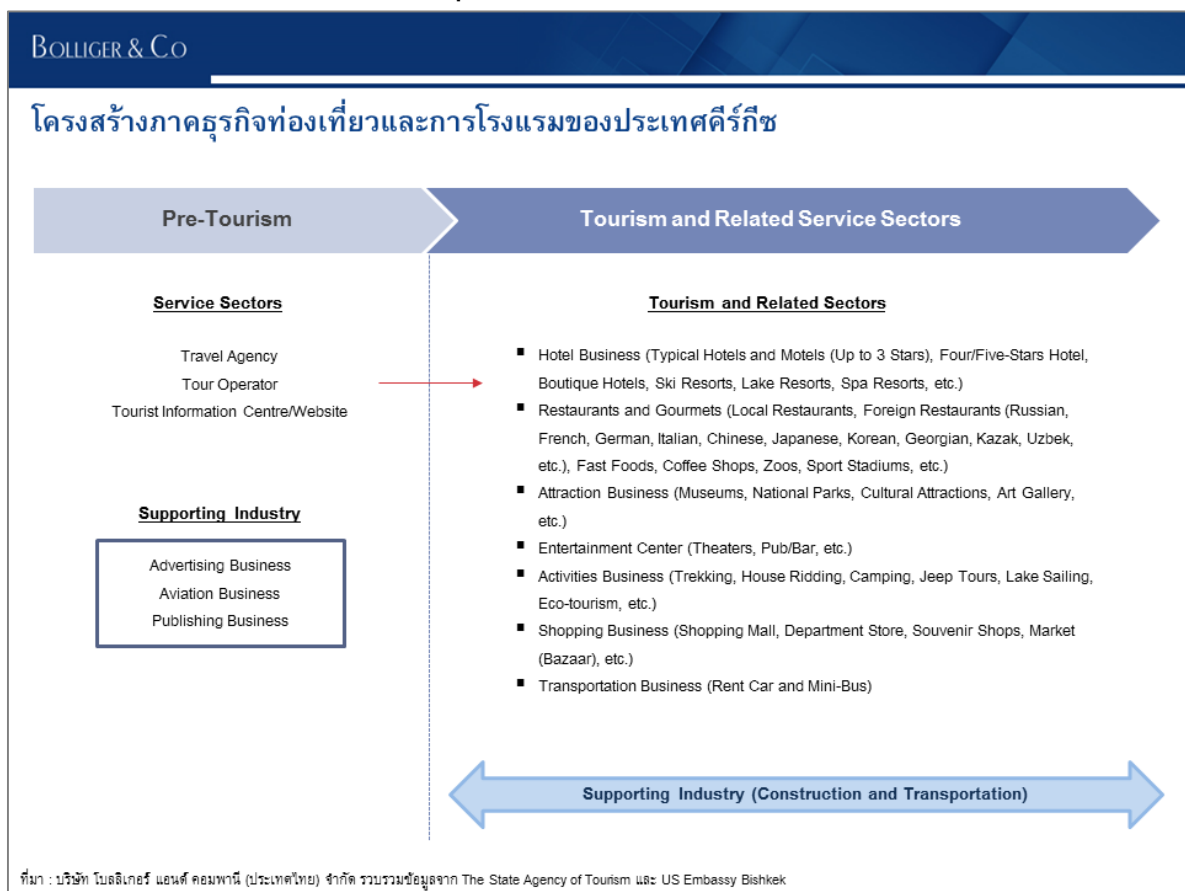 BOLLIGER & CO
โครงสร้างภาคธุรกิจท่องเที่ยวและการโรงแรมของประเทศคีร์กีซ
Pre-Tourism
Tourism and Related Service Sectors
Service Sectors
Travel Agency
Tour Operator
Tourist Information Centre/Website
Supporting Industry
Advertising Business
Aviation Business
Publishing Business
Tourism and Related Sectors
▪ Hotel Business (Typical Hotels and Motels (Up to 3 Stars), Four/Five-Stars Hotel,
Boutique Hotels, Ski Resorts, Lake Resorts, Spa Resorts, etc.)
▪ Restaurants and Gourmets (Local Restaurants, Foreign Restaurants (Russian,
French, German, Italian, Chinese, Japanese, Korean, Georgian, Kazak, Uzbek,
etc.), Fast Foods, Coffee Shops, Zoos, Sport Stadiums, etc.)
▪ Attraction Business (Museums, National Parks, Cultural Attractions, Art Gallery,
etc.)
▪ Entertainment Center (Theaters, Pub/Bar, etc.)
▪ Activities Business (Trekking, House Ridding, Camping, Jeep Tours, Lake Sailing,
Eco-tourism, etc.)
▪ Shopping Business (Shopping Mall, Department Store, Souvenir Shops, Market
(Bazaar), etc.)
▪ Transportation Business (Rent Car and Mini-Bus)
Supporting Industry (Construction and Transportation)
ที่มา : บริษัท โบลลิเกอร์ แอนด์ คอมพานี (ประเทศไทย) จำกัด รวบรวมข้อมูลจาก The State Agency of Tourism และ US Embassy Bishkek